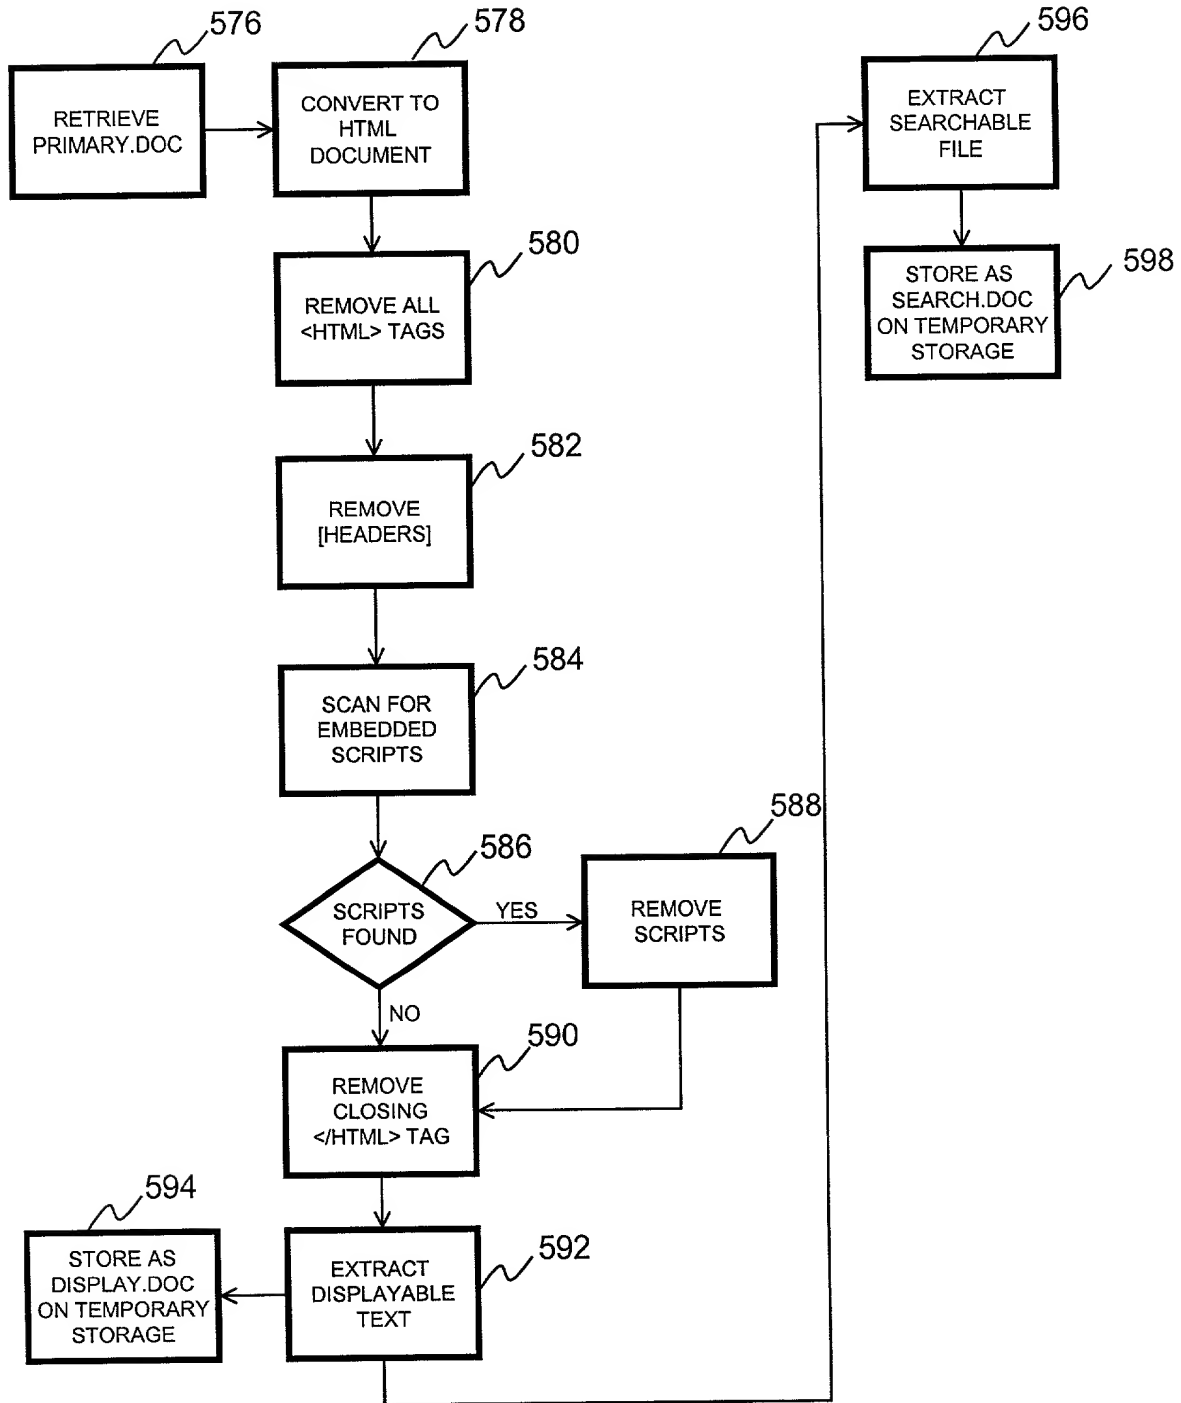 576
RETRIEVE
PRIMARY.DOC
578
CONVERT TO
HTML
DOCUMENT
580
REMOVE ALL
<HTML> TAGS
582
REMOVE
[HEADERS]
584
SCAN FOR
EMBEDDED
SCRIPTS
586
SCRIPTS
FOUND
YES
588
REMOVE
SCRIPTS
NO
590
REMOVE
CLOSING
</HTML> TAG
592
EXTRACT
DISPLAYABLE
TEXT
594
STORE AS
DISPLAY.DOC
ON TEMPORARY
STORAGE
596
EXTRACT
SEARCHABLE
FILE
598
STORE AS
SEARCH.DOC
ON TEMPORARY
STORAGE